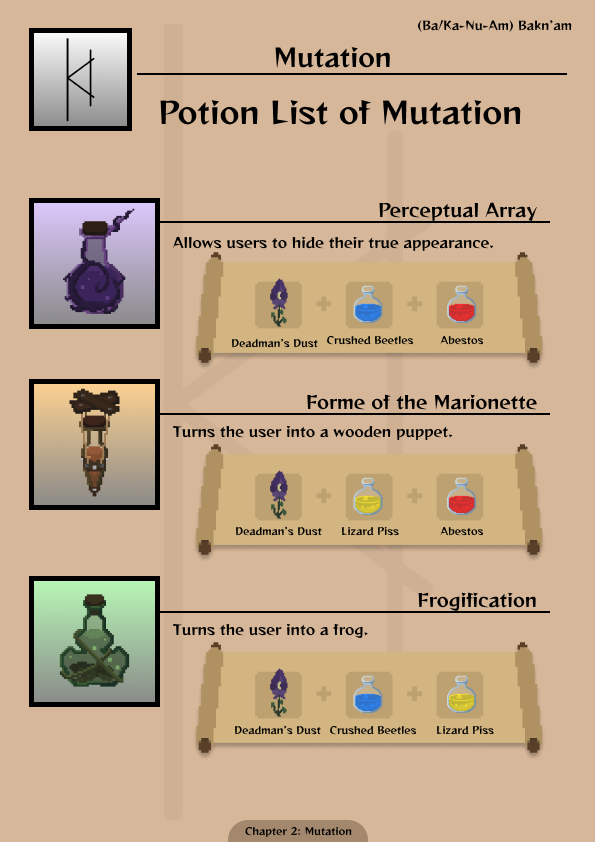 (Ba/Ka-Nu-Am) Bakn'am
Mutation
Potion List of Mutation
Perceptual Array
Allows users to hide their true appearance.
Deadman's Dust Crushed Beetles Abestos
Forme of the Marionette
Turns the user into a wooden puppet.
Deadman's Dust Lizard Piss Abestos
Frogification
Turns the user into a frog.
Deadman's Dust Crushed Beetles Lizard Piss
Chapter 2: Mutation